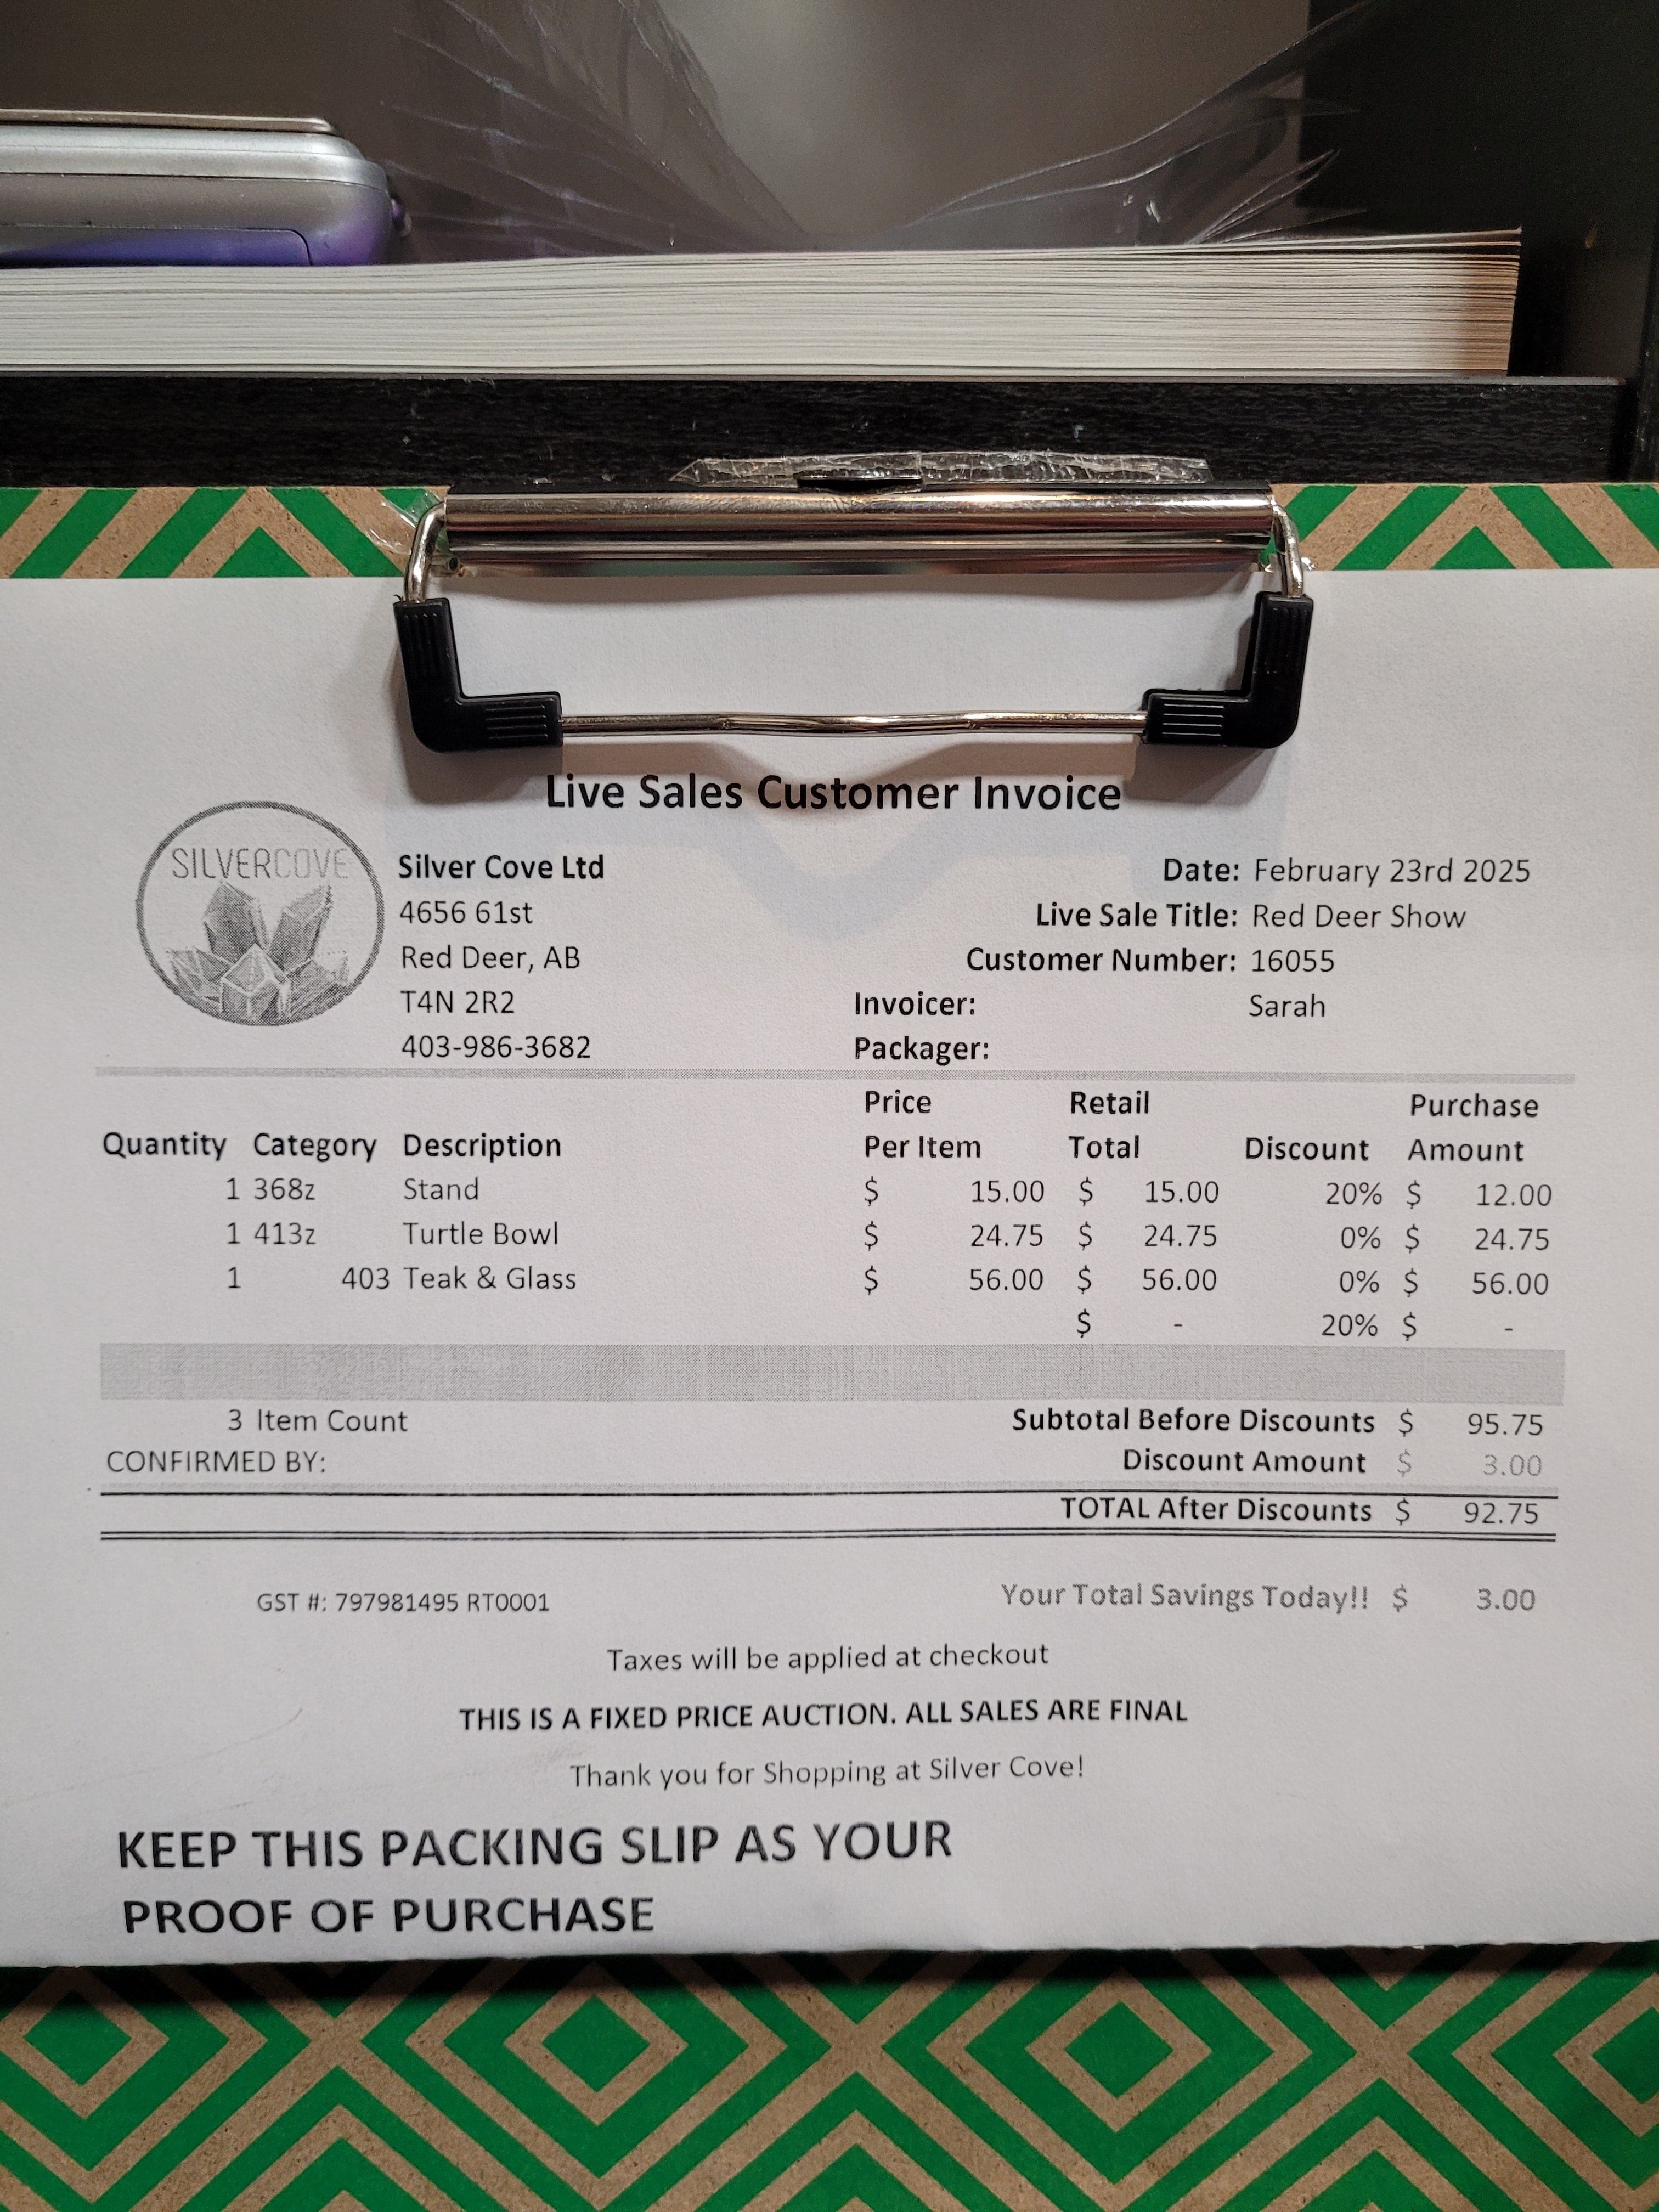 Live Sales Customer Invoice
SILVERCOVE
Silver Cove Ltd
4656 61st
Red Deer, AB
T4N 2R2
403-986-3682
Date: February 23rd 2025
Live Sale Title: Red Deer Show
Customer Number: 16055
Invoicer: Sarah
Packager:
Quantity Category Description Price Per Item Retail Total Discount Purchase Amount
1 368z Stand $ 15.00 $ 15.00 20% $ 12.00
1 413z Turtle Bowl $ 24.75 $ 24.75 0% $ 24.75
1 403 Teak & Glass $ 56.00 $ 56.00 0% $ 56.00
$ - 20% $ -
3 Item Count Subtotal Before Discounts $ 95.75
CONFIRMED BY: Discount Amount $ 3.00
TOTAL After Discounts $ 92.75
GST #: 797981495 RT0001 Your Total Savings Today!! $ 3.00
Taxes will be applied at checkout
THIS IS A FIXED PRICE AUCTION. ALL SALES ARE FINAL
Thank you for Shopping at Silver Cove!
KEEP THIS PACKING SLIP AS YOUR
PROOF OF PURCHASE